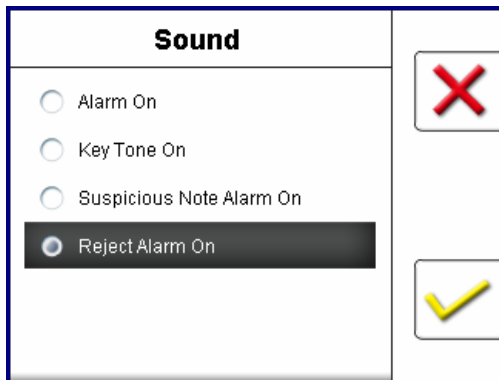 Sound
Alarm On
Key Tone On
Suspicious Note Alarm On
Reject Alarm On